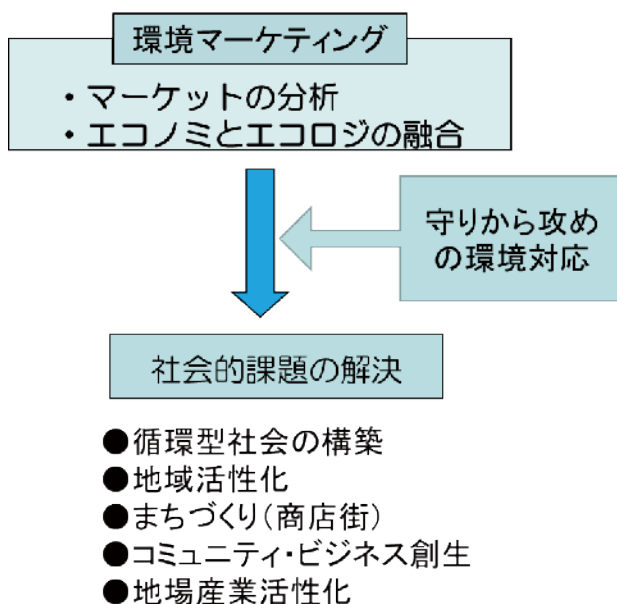 環境マーケティング
・マーケットの分析
・エコノミとエコロジの融合
守りから攻め
の環境対応
社会的課題の解決
●循環型社会の構築
●地域活性化
●まちづくり(商店街)
●コミュニティ・ビジネス創生
●地場産業活性化